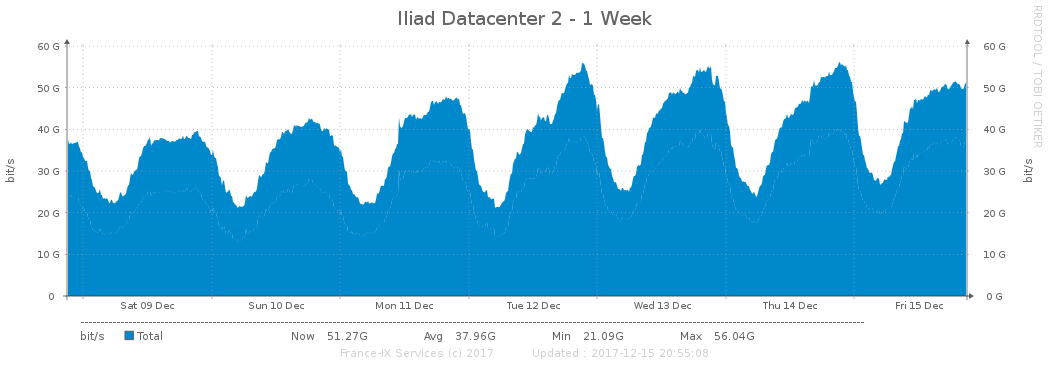 Iliad Datacenter 2 - 1 Week
RRDTOOL / TOBI OETIKER
60 G 60 G
50 G 50 G
40 G 40 G
30 G 30 G
20 G 20 G
10 G 10 G
0 0 G
bit/s
bit/s
Sat 09 Dec Sun 10 Dec Mon 11 Dec Tue 12 Dec Wed 13 Dec Thu 14 Dec Fri 15 Dec
bit/s Total Now 51.27G Avg 37.96G Min 21.09G Max 56.04G
France-IX Services (c) 2017 Updated : 2017-12-15 20:55:08